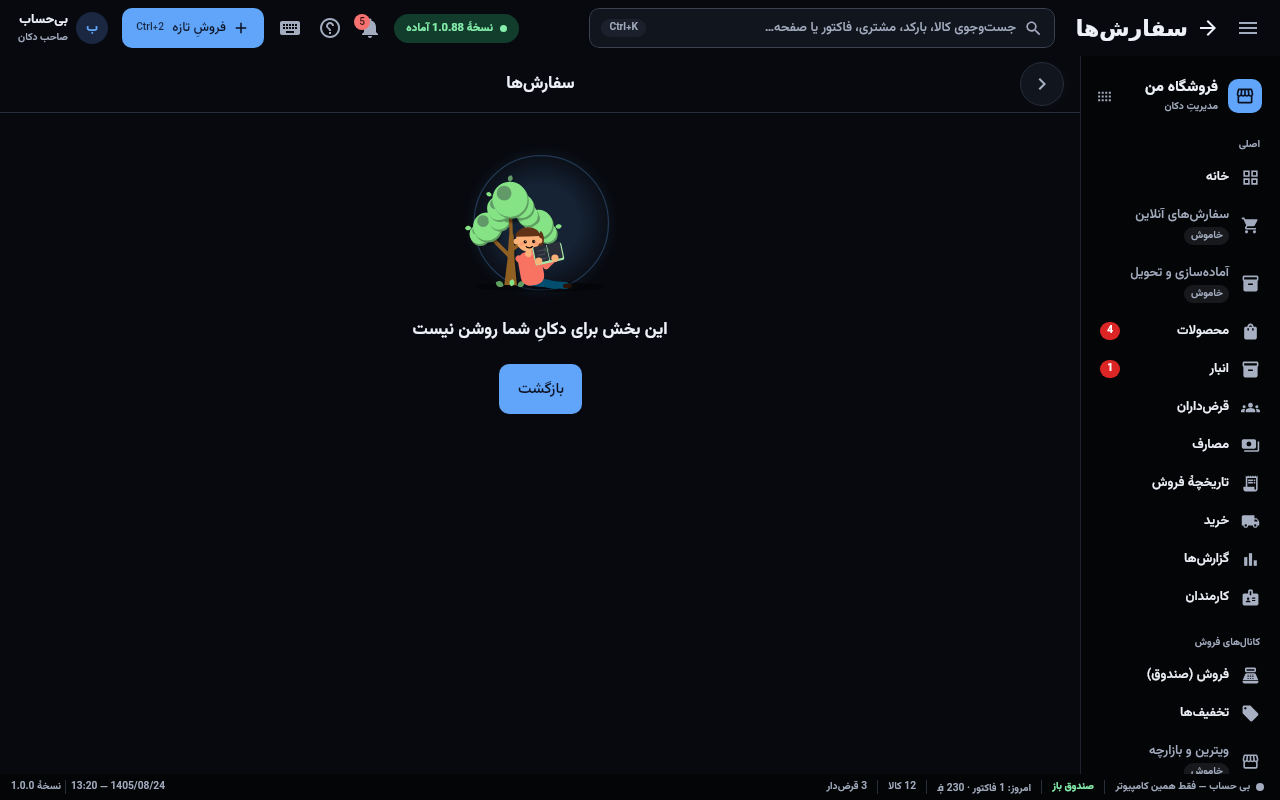 سفارش‌ها
جست‌وجوی کالا، بارکد، مشتری، فاکتور یا صفحه…
Ctrl+K
نسخهٔ 1.0.88 آماده
5
فروشِ تازه
Ctrl+2
ب
بی‌حساب
صاحب دکان
فروشگاه من
مدیریتِ دکان
اصلی
خانه
سفارش‌های آنلاین
خاموش
آماده‌سازی و تحویل
خاموش
محصولات
4
انبار
1
قرض‌داران
مصارف
تاریخچهٔ فروش
خرید
گزارش‌ها
کارمندان
کانال‌های فروش
فروش (صندوق)
تخفیف‌ها
ویترین و بازارچه
خاموش
سفارش‌ها
این بخش برای دکانِ شما روشن نیست
بازگشت
بی حساب — فقط همین کامپیوتر
صندوق باز
امروز: 1 فاکتور · 230 ؋
12 کالا
3 قرض‌دار
1405/08/24 — 13:20
نسخهٔ 1.0.0